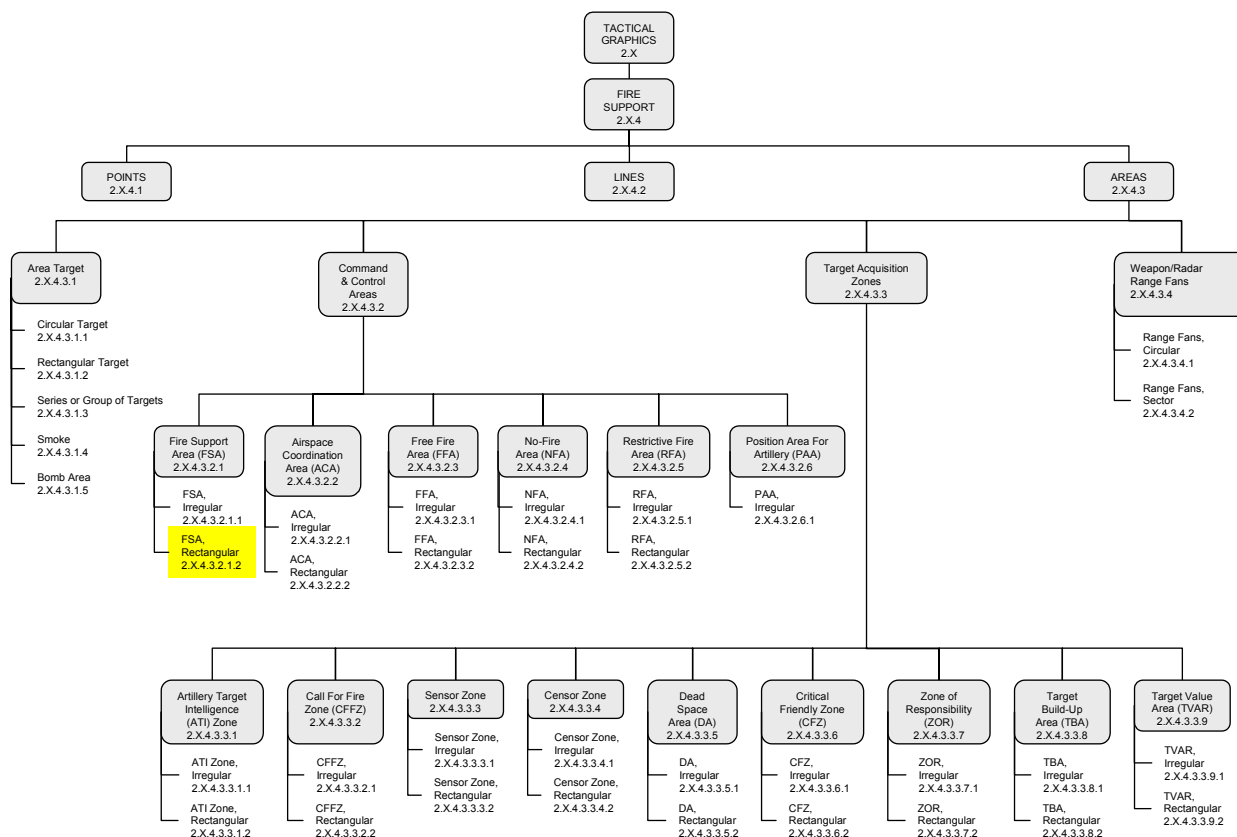 TACTICAL
GRAPHICS
2.X
FIRE
SUPPORT
2.X.4
POINTS
2.X.4.1
LINES
2.X.4.2
AREAS
2.X.4.3
Area Target
2.X.4.3.1
Circular Target
2.X.4.3.1.1
Rectangular Target
2.X.4.3.1.2
Series or Group of Targets
2.X.4.3.1.3
Smoke
2.X.4.3.1.4
Bomb Area
2.X.4.3.1.5
Command
& Control
Areas
2.X.4.3.2
Target Acquisition
Zones
2.X.4.3.3
Weapon/Radar
Range Fans
2.X.4.3.4
Range Fans,
Circular
2.X.4.3.4.1
Range Fans,
Sector
2.X.4.3.4.2
Fire Support
Area (FSA)
2.X.4.3.2.1
FSA,
Irregular
2.X.4.3.2.1.1
FSA,
Rectangular
2.X.4.3.2.1.2
Airspace
Coordination
Area (ACA)
2.X.4.3.2.2
ACA,
Irregular
2.X.4.3.2.2.1
ACA,
Rectangular
2.X.4.3.2.2.2
Free Fire
Area (FFA)
2.X.4.3.2.3
FFA,
Irregular
2.X.4.3.2.3.1
FFA,
Rectangular
2.X.4.3.2.3.2
No-Fire
Area (NFA)
2.X.4.3.2.4
NFA,
Irregular
2.X.4.3.2.4.1
NFA,
Rectangular
2.X.4.3.2.4.2
Restrictive Fire
Area (RFA)
2.X.4.3.2.5
RFA,
Irregular
2.X.4.3.2.5.1
RFA,
Rectangular
2.X.4.3.2.5.2
Position Area For
Artillery (PAA)
2.X.4.3.2.6
PAA,
Irregular
2.X.4.3.2.6.1
Artillery Target
Intelligence
(ATI) Zone
2.X.4.3.3.1
ATI Zone,
Irregular
2.X.4.3.3.1.1
ATI Zone,
Rectangular
2.X.4.3.3.1.2
Call For Fire
Zone (CFFZ)
2.X.4.3.3.2
CFFZ,
Irregular
2.X.4.3.3.2.1
CFFZ,
Rectangular
2.X.4.3.3.2.2
Sensor Zone
2.X.4.3.3.3
Sensor Zone,
Irregular
2.X.4.3.3.3.1
Sensor Zone,
Rectangular
2.X.4.3.3.3.2
Censor Zone
2.X.4.3.3.4
Censor Zone,
Irregular
2.X.4.3.3.4.1
Censor Zone,
Rectangular
2.X.4.3.3.4.2
Dead
Space
Area (DA)
2.X.4.3.3.5
DA,
Irregular
2.X.4.3.3.5.1
DA,
Rectangular
2.X.4.3.3.5.2
Critical
Friendly Zone
(CFZ)
2.X.4.3.3.6
CFZ,
Irregular
2.X.4.3.3.6.1
CFZ,
Rectangular
2.X.4.3.3.6.2
Zone of
Responsibility
(ZOR)
2.X.4.3.3.7
ZOR,
Irregular
2.X.4.3.3.7.1
ZOR,
Rectangular
2.X.4.3.3.7.2
Target
Build-Up
Area (TBA)
2.X.4.3.3.8
TBA,
Irregular
2.X.4.3.3.8.1
TBA,
Rectangular
2.X.4.3.3.8.2
Target Value
Area (TVAR)
2.X.4.3.3.9
TVAR,
Irregular
2.X.4.3.3.9.1
TVAR,
Rectangular
2.X.4.3.3.9.2